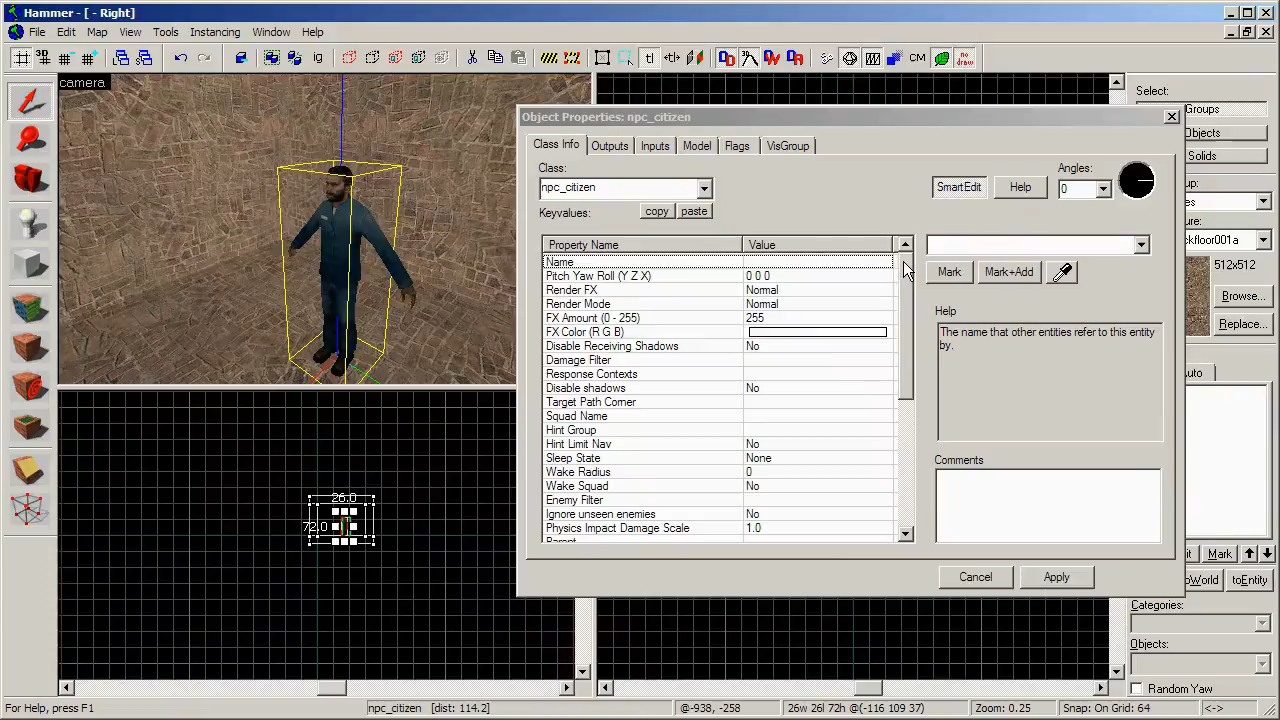 Hammer - [ - Right]
File Edit Map View Tools Instancing Window Help
camera
Object Properties: npc_citizen
Class Info Outputs Inputs Model Flags VisGroup
Class:
npc_citizen
SmartEdit Help
Angles:
0
Keyvalues:
copy paste
Property Name Value
Name
Pitch Yaw Roll (Y Z X) 0 0 0
Render FX Normal
Render Mode Normal
FX Amount (0 - 255) 255
FX Color (R G B)
Disable Receiving Shadows No
Damage Filter
Response Contexts
Disable shadows No
Target Path Corner
Squad Name
Hint Group
Hint Limit Nav No
Sleep State None
Wake Radius 0
Wake Squad No
Enemy Filter
Ignore unseen enemies No
Physics Impact Damage Scale 1.0
Parent
Mark Mark+Add
Help
The name that other entities refer to this entity
by.
Comments
Cancel Apply
Select:
Groups
Objects
Solids
up:
es
ture:
ckfloor001a
512x512
Browse...
Replace...
Auto
it Mark
oWorld toEntity
Categories:
Objects:
Random Yaw
26.0
72.0
For Help, press F1 npc_citizen [dist: 114.2] @-938, -258 26w 26l 72h @(-116 109 37) Zoom: 0.25 Snap: On Grid: 64 <->